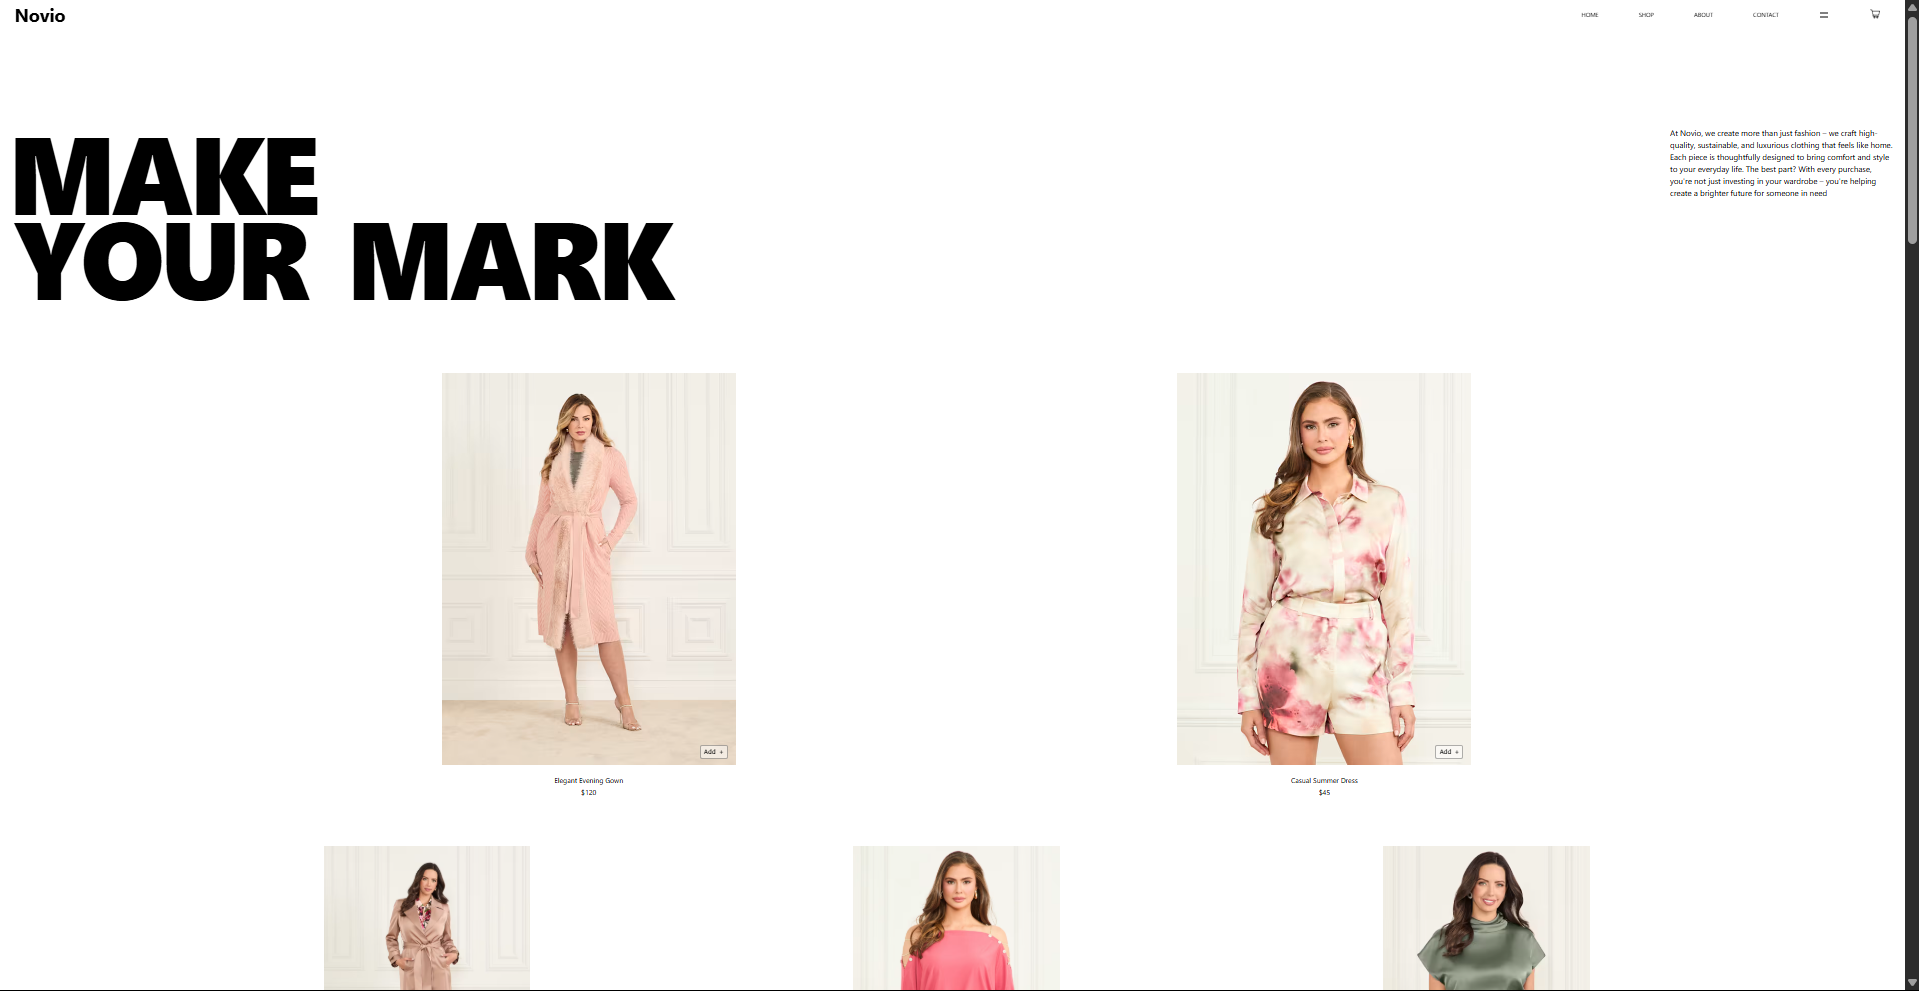 Novio
HOME
SHOP
ABOUT
CONTACT
MAKE
YOUR MARK
At Novio, we create more than just fashion – we craft high-
quality, sustainable, and luxurious clothing that feels like home.
Each piece is thoughtfully designed to bring comfort and style
to your everyday life. The best part? With every purchase,
you're not just investing in your wardrobe – you're helping
create a brighter future for someone in need
Add +
Elegant Evening Gown
$120
Add +
Casual Summer Dress
$45